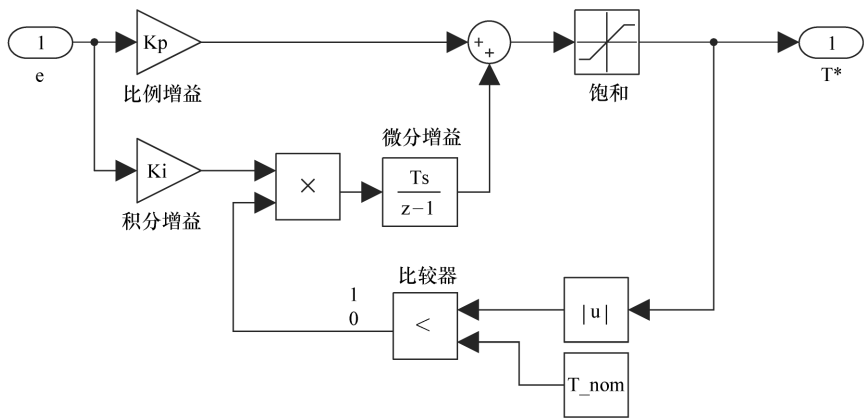 1
e
Kp
比例增益
+
+
饱和
1
T*
Ki
积分增益
×
微分增益
Ts
z−1
比较器
1
0
<
|u|
T_nom